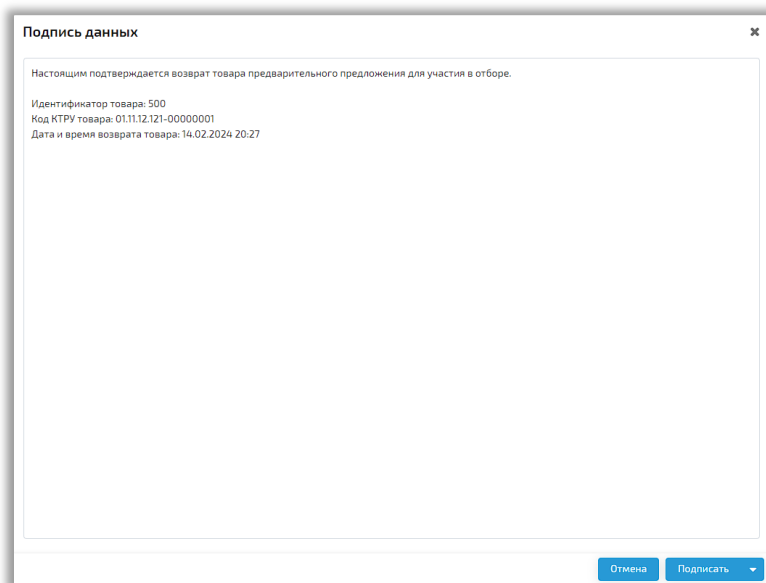 Подпись данных
Настоящим подтверждается возврат товара предварительного предложения для участия в отборе.
Идентификатор товара: 500
Код КТРУ товара: 01.11.12.121-00000001
Дата и время возврата товара: 14.02.2024 20:27
Отмена Подписать